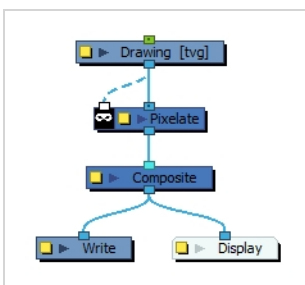 Drawing [tvg]
Pixelate
Composite
Write
Display